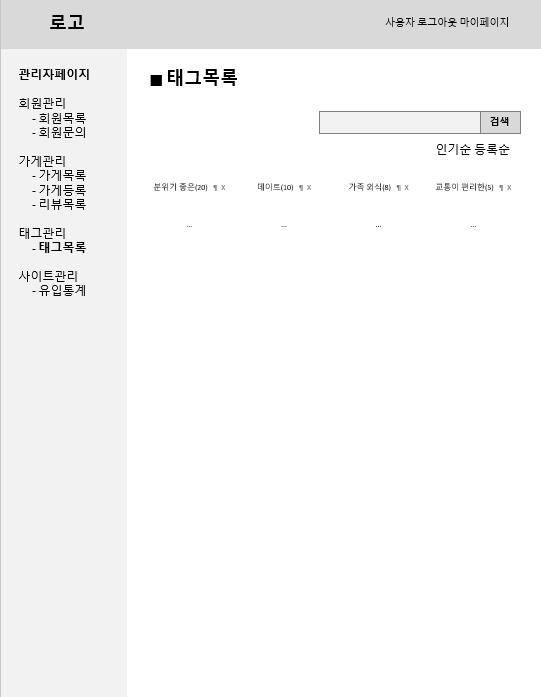 로고
사용자 로그아웃 마이페이지
관리자페이지
회원관리
- 회원목록
- 회원문의
가게관리
- 가게목록
- 가게등록
- 리뷰목록
태그관리
- 태그목록
사이트관리
- 유입통계
■ 태그목록
검색
인기순 등록순
분위기 좋은(20) ¶ X 데이트(10) ¶ X 가족 외식(8) ¶ X 교통이 편리한(5) ¶ X
... ... ... ...